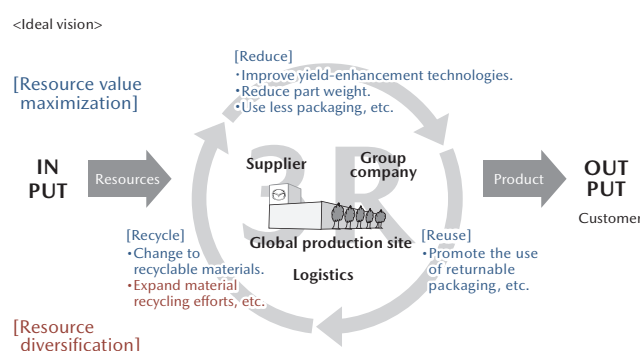 <Ideal vision>
[Reduce]
・Improve yield-enhancement technologies.
・Reduce part weight.
・Use less packaging, etc.
[Resource value
maximization]
3R
IN
PUT
Resources
Supplier
Group
company
Product
OUT
PUT
Customer
Global production site
Logistics
[Recycle]
・Change to
recyclable materials.
・Expand material
recycling efforts, etc.
[Reuse]
・Promote the use
of returnable
packaging, etc.
[Resource
diversification]